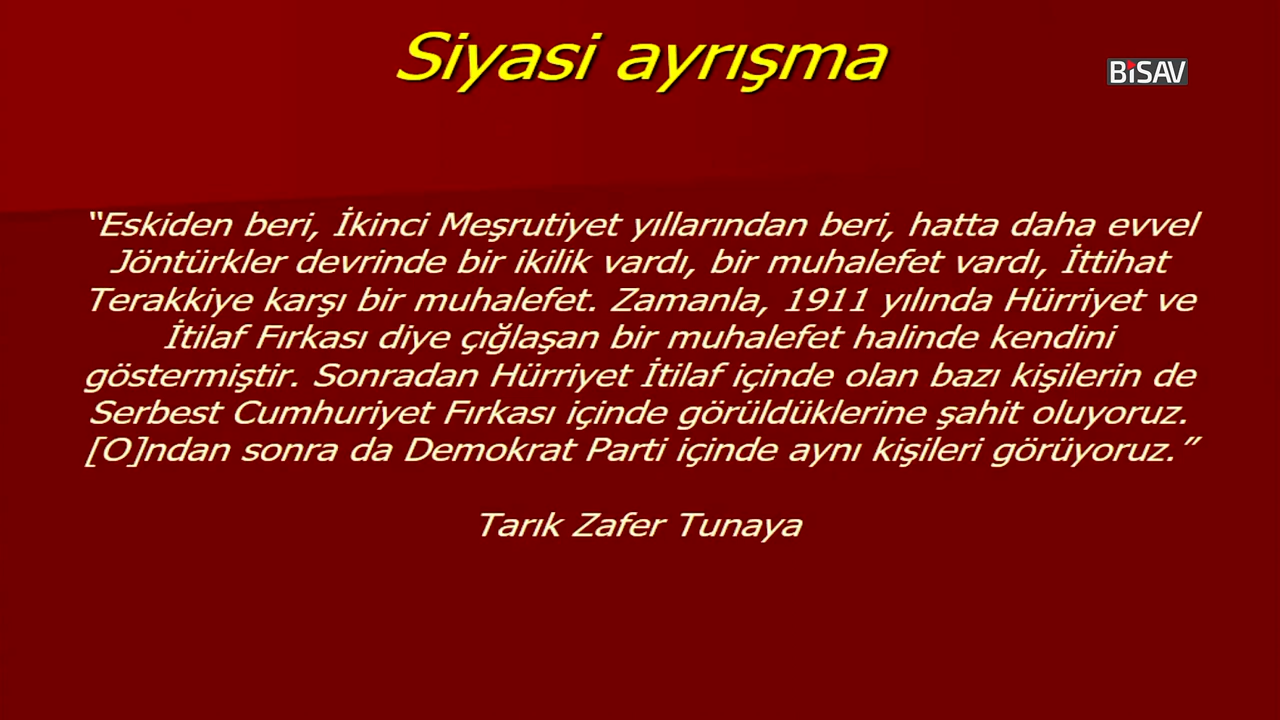 Siyasi ayrışma
BİSAV
“Eskiden beri, İkinci Meşrutiyet yıllarından beri, hatta daha evvel
Jöntürkler devrinde bir ikilik vardı, bir muhalefet vardı, İttihat
Terakkiye karşı bir muhalefet. Zamanla, 1911 yılında Hürriyet ve
İtilaf Fırkası diye çığlaşan bir muhalefet halinde kendini
göstermiştir. Sonradan Hürriyet İtilaf içinde olan bazı kişilerin de
Serbest Cumhuriyet Fırkası içinde görüldüklerine şahit oluyoruz.
[O]ndan sonra da Demokrat Parti içinde aynı kişileri görüyoruz.”
Tarık Zafer Tunaya